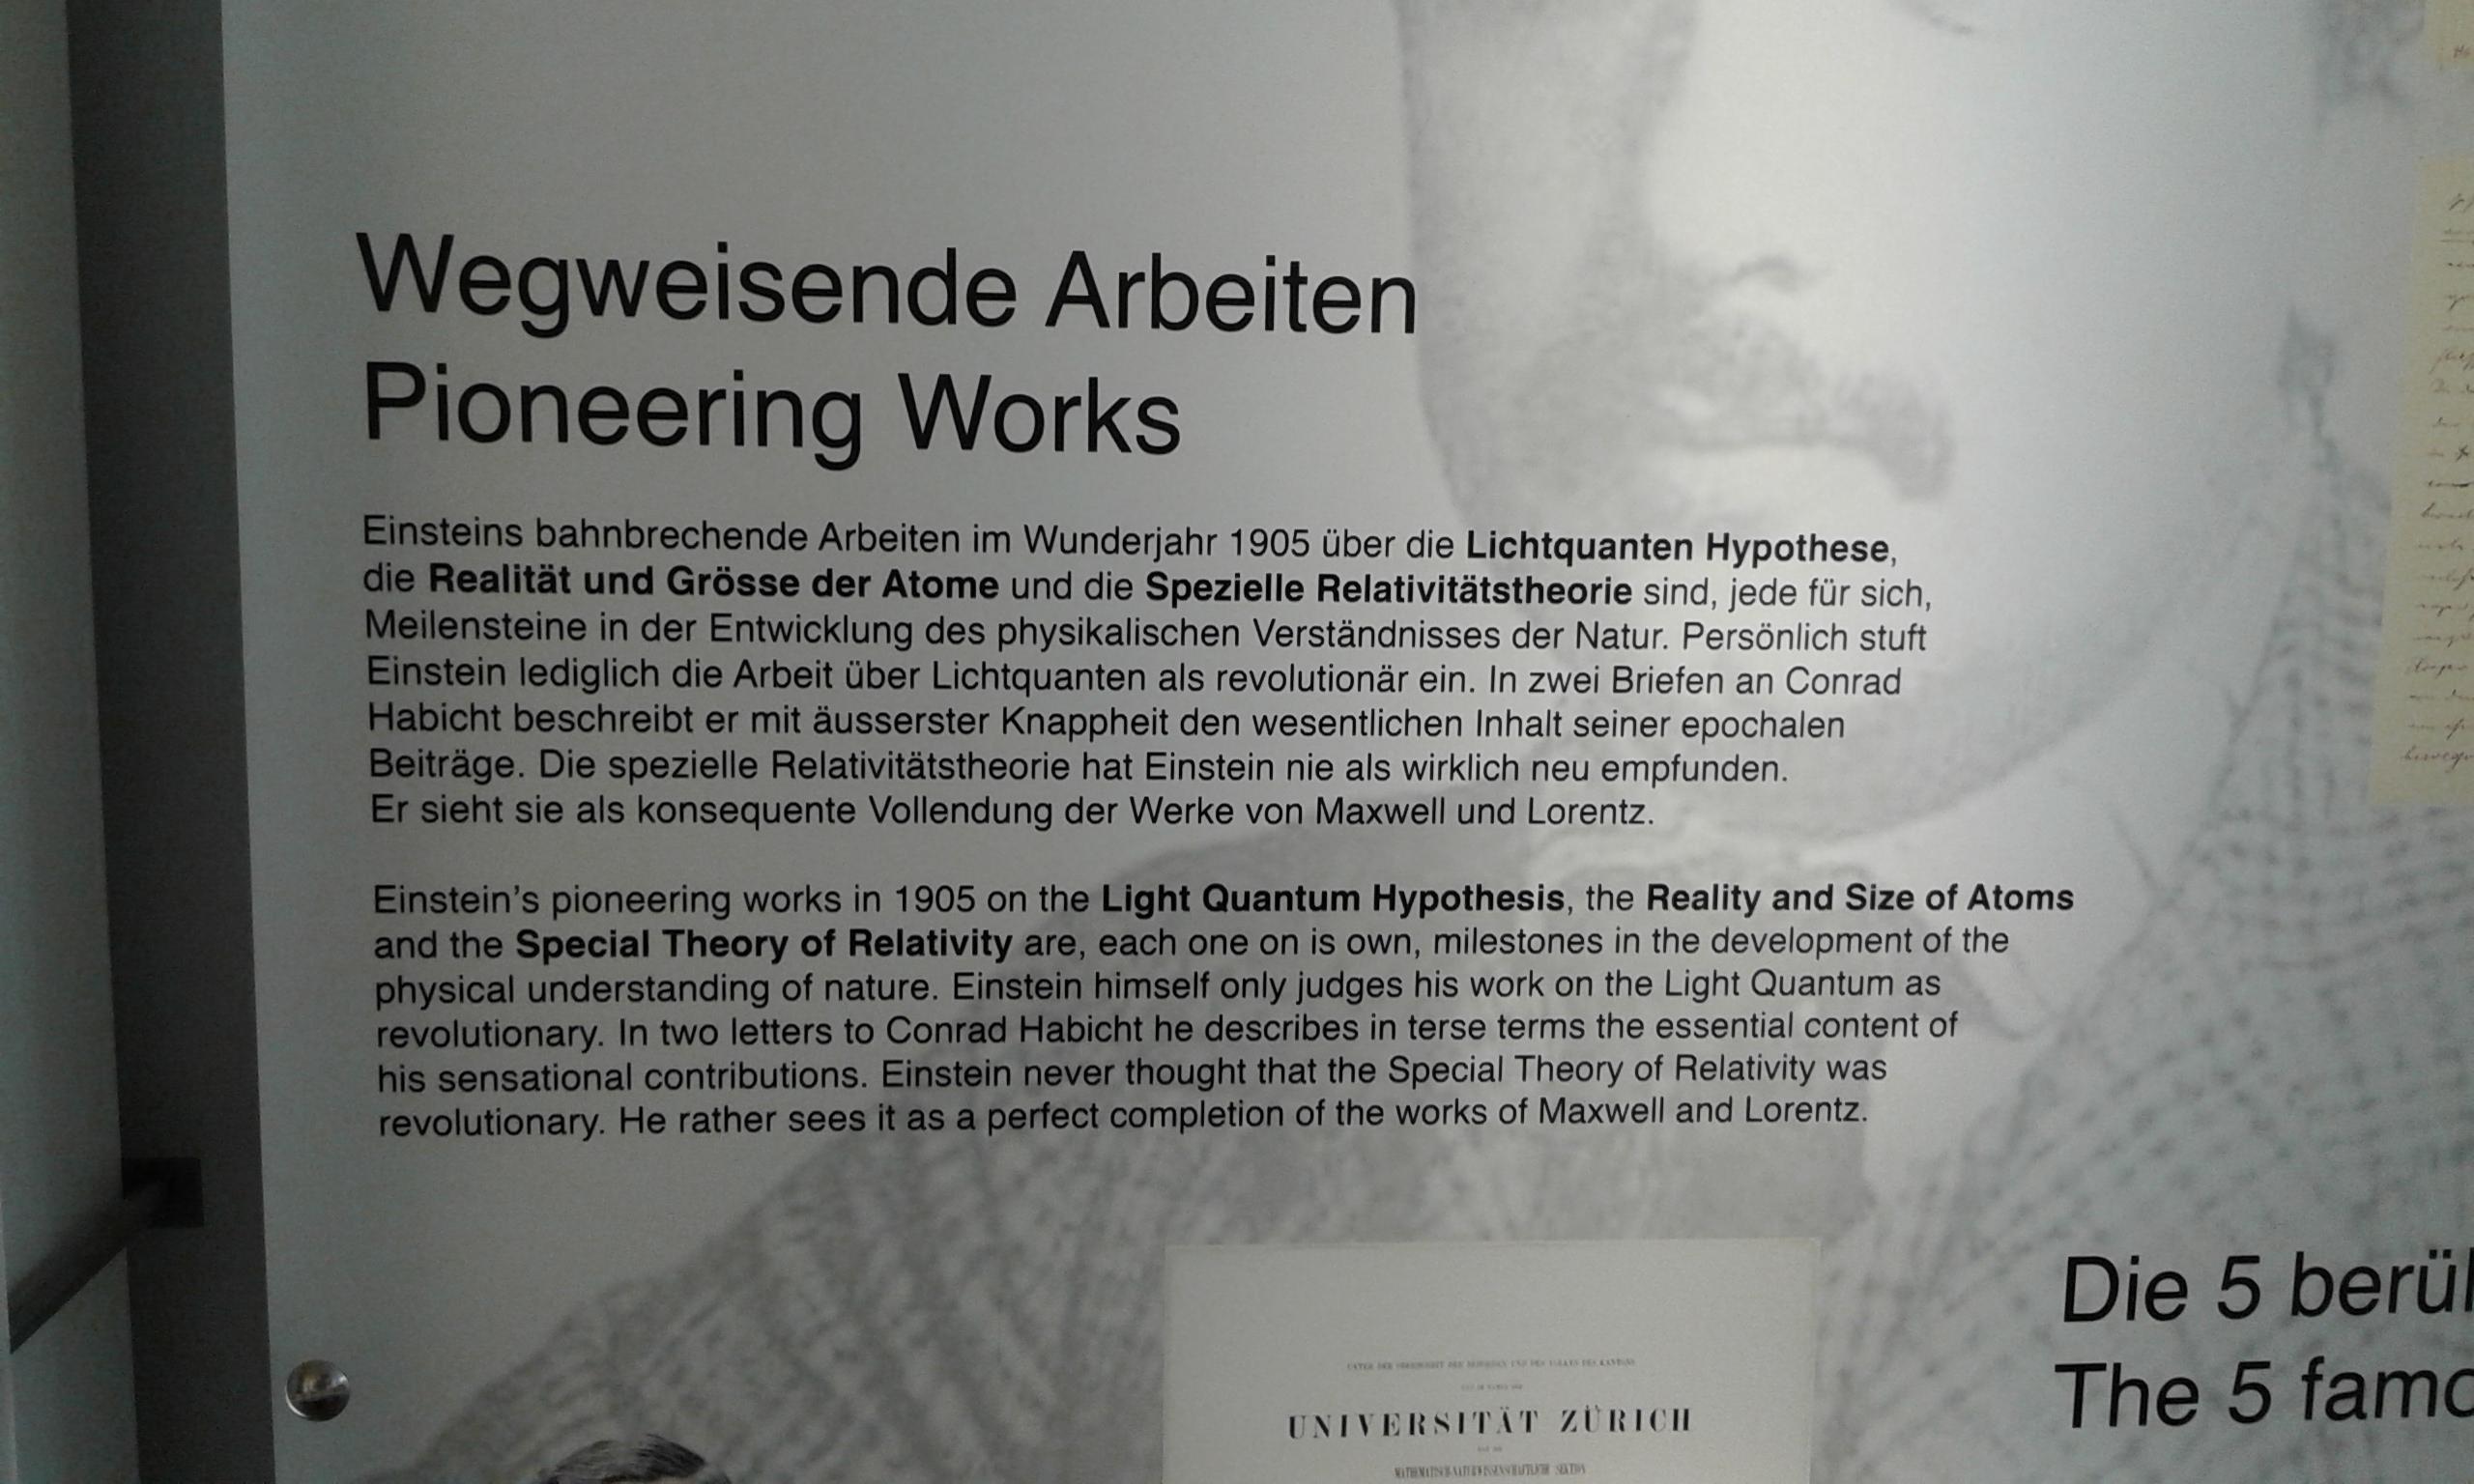 Wegweisende Arbeiten
Pioneering Works
Einsteins bahnbrechende Arbeiten im Wunderjahr 1905 über die Lichtquanten Hypothese,
die Realität und Grösse der Atome und die Spezielle Relativitätstheorie sind, jede für sich,
Meilensteine in der Entwicklung des physikalischen Verständnisses der Natur. Persönlich stuft
Einstein lediglich die Arbeit über Lichtquanten als revolutionär ein. In zwei Briefen an Conrad
Habicht beschreibt er mit äusserster Knappheit den wesentlichen Inhalt seiner epochalen
Beiträge. Die spezielle Relativitätstheorie hat Einstein nie als wirklich neu empfunden.
Er sieht sie als konsequente Vollendung der Werke von Maxwell und Lorentz.
Einstein's pioneering works in 1905 on the Light Quantum Hypothesis, the Reality and Size of Atoms
and the Special Theory of Relativity are, each one on is own, milestones in the development of the
physical understanding of nature. Einstein himself only judges his work on the Light Quantum as
revolutionary. In two letters to Conrad Habicht he describes in terse terms the essential content of
his sensational contributions. Einstein never thought that the Special Theory of Relativity was
revolutionary. He rather sees it as a perfect completion of the works of Maxwell and Lorentz.
UNIVERSITÄT ZÜRICH
MATHEMATISCH-NATURWISSENSCHAFTLICHE SEKTION
Die 5 berü
The 5 famo